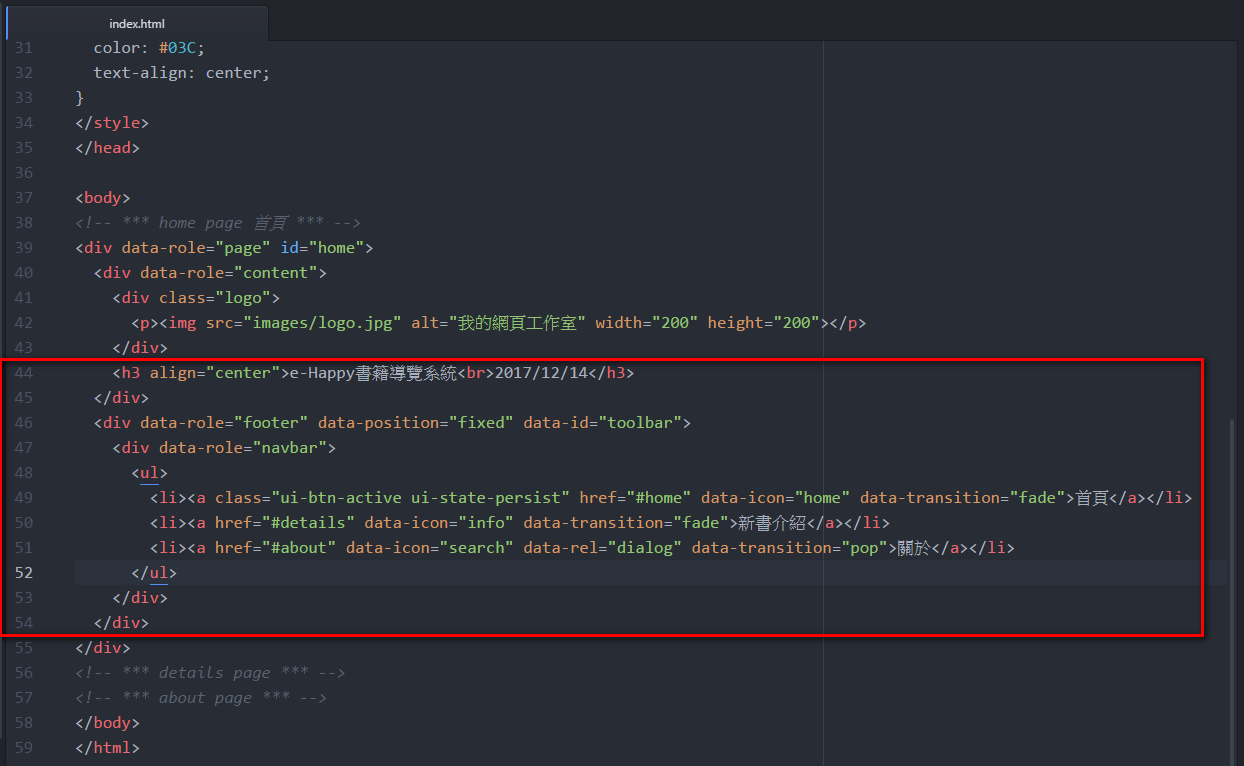 index.html
31 color: #03C;
32 text-align: center;
33 }
34 </style>
35 </head>
36
37 <body>
38 <!-- *** home page 首頁 *** -->
39 <div data-role="page" id="home">
40 <div data-role="content">
41 <div class="logo">
42 <p><img src="images/logo.jpg" alt="我的網頁工作室" width="200" height="200"></p>
43 </div>
44 <h3 align="center">e-Happy書籍導覽系統<br>2017/12/14</h3>
45 </div>
46 <div data-role="footer" data-position="fixed" data-id="toolbar">
47 <div data-role="navbar">
48 <ul>
49 <li><a class="ui-btn-active ui-state-persist" href="#home" data-icon="home" data-transition="fade">首頁</a></li>
50 <li><a href="#details" data-icon="info" data-transition="fade">新書介紹</a></li>
51 <li><a href="#about" data-icon="search" data-rel="dialog" data-transition="pop">關於</a></li>
52 </ul>
53 </div>
54 </div>
55 </div>
56 <!-- *** details page *** -->
57 <!-- *** about page *** -->
58 </body>
59 </html>